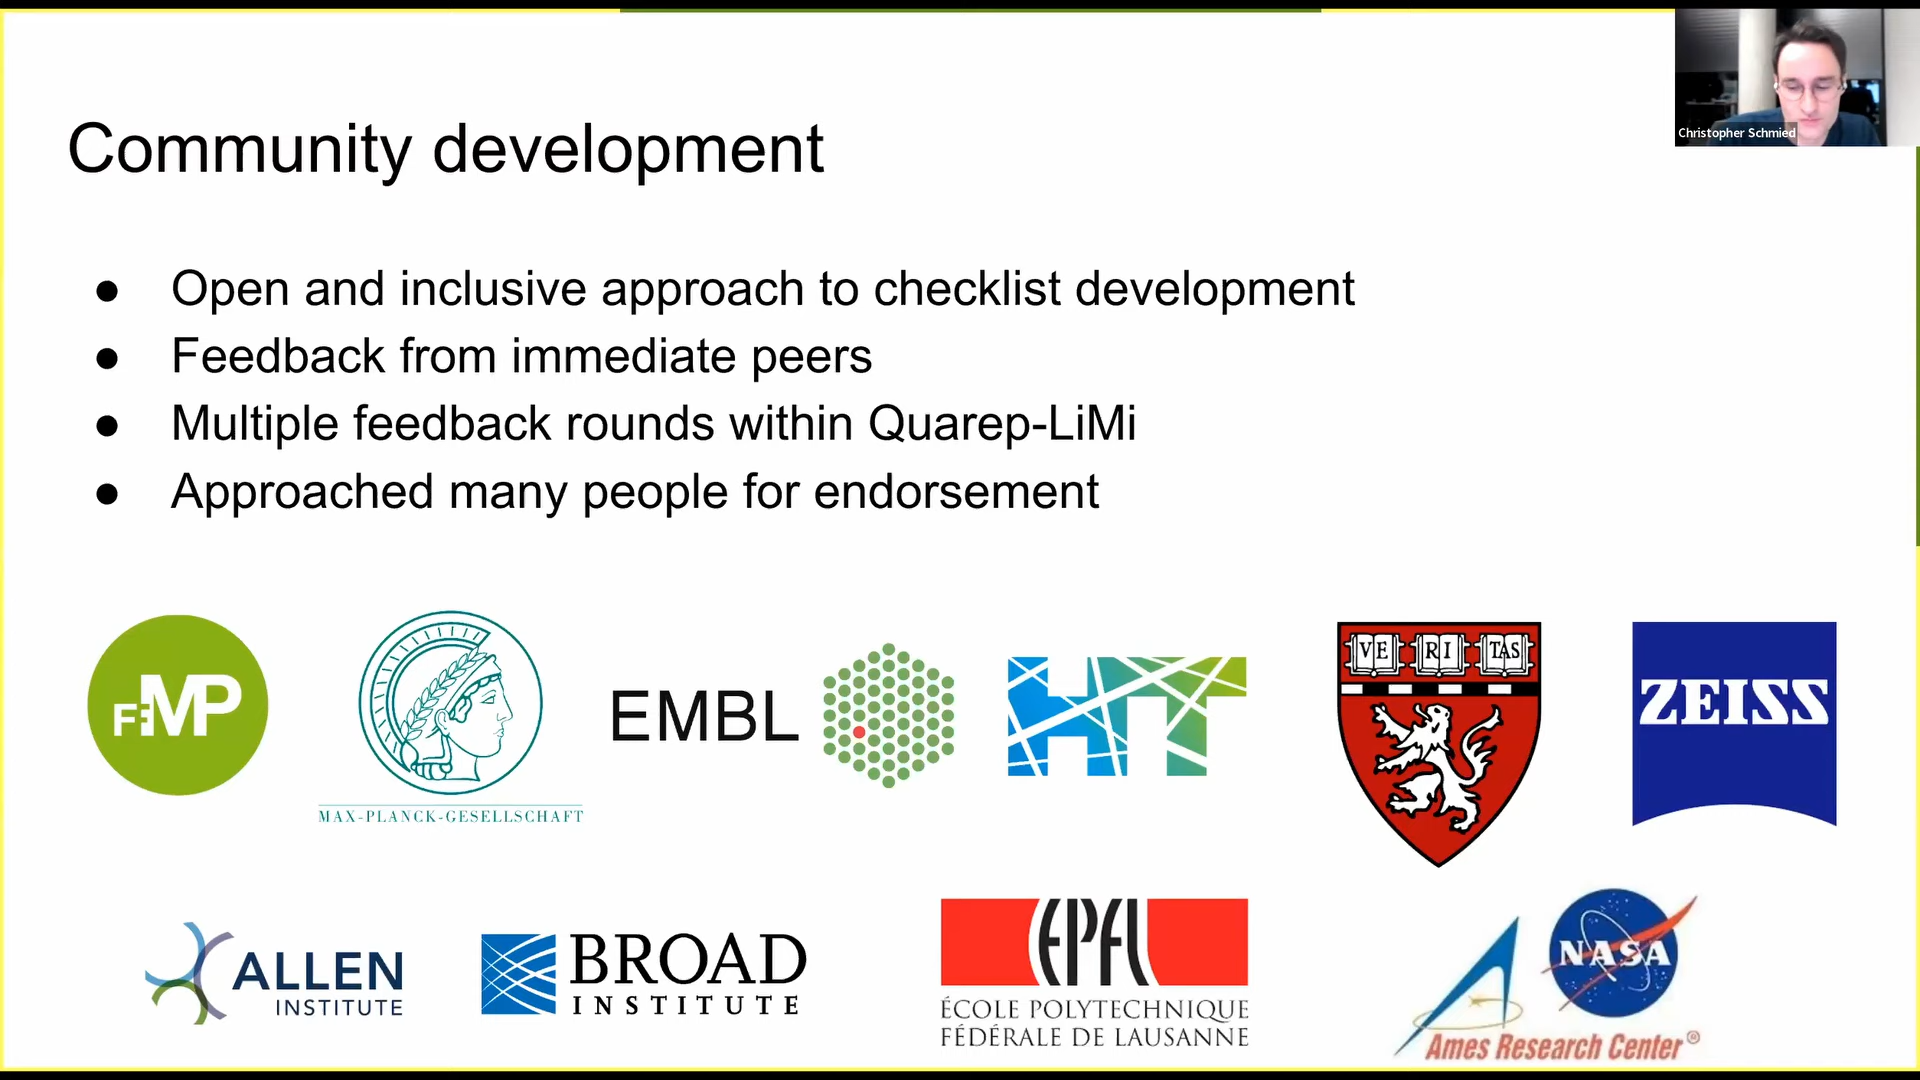 Christopher Schmied
Community development
● Open and inclusive approach to checklist development
● Feedback from immediate peers
● Multiple feedback rounds within Quarep-LiMi
● Approached many people for endorsement
FMP
MAX-PLANCK-GESELLSCHAFT
EMBL
HT
VE RI TAS
ZEISS
ALLEN
INSTITUTE
BROAD
INSTITUTE
EPFL
ÉCOLE POLYTECHNIQUE
FÉDÉRALE DE LAUSANNE
NASA
Ames Research Center®